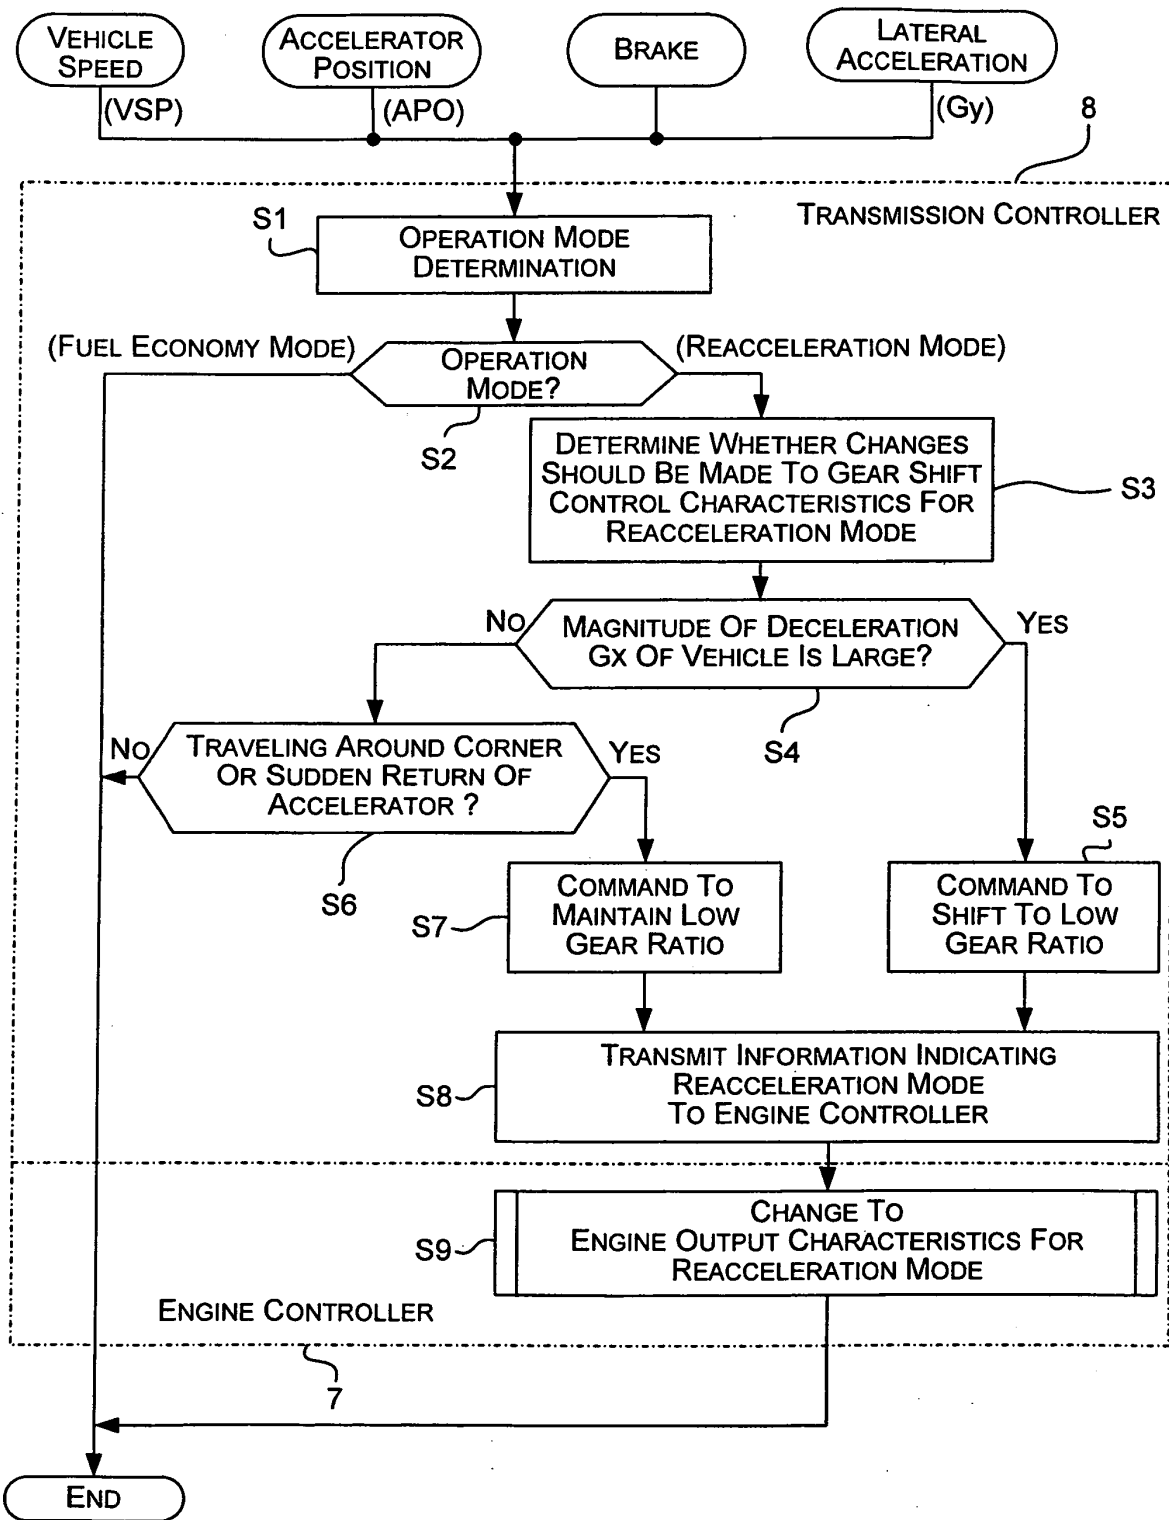 VEHICLE
SPEED
ACCELERATOR
POSITION
BRAKE
LATERAL
ACCELERATION
(VSP)
(APO)
(Gy)
8
TRANSMISSION CONTROLLER
S1
OPERATION MODE
DETERMINATION
(FUEL ECONOMY MODE)
OPERATION
MODE?
(REACCELERATION MODE)
S2
DETERMINE WHETHER CHANGES
SHOULD BE MADE TO GEAR SHIFT
CONTROL CHARACTERISTICS FOR
REACCELERATION MODE
S3
NO
MAGNITUDE OF DECELERATION
GX OF VEHICLE IS LARGE?
YES
S4
NO
TRAVELING AROUND CORNER
OR SUDDEN RETURN OF
ACCELERATOR ?
YES
S6
S5
S7
COMMAND TO
MAINTAIN LOW
GEAR RATIO
COMMAND TO
SHIFT TO LOW
GEAR RATIO
S8
TRANSMIT INFORMATION INDICATING
REACCELERATION MODE
TO ENGINE CONTROLLER
S9
CHANGE TO
ENGINE OUTPUT CHARACTERISTICS FOR
REACCELERATION MODE
ENGINE CONTROLLER
7
END